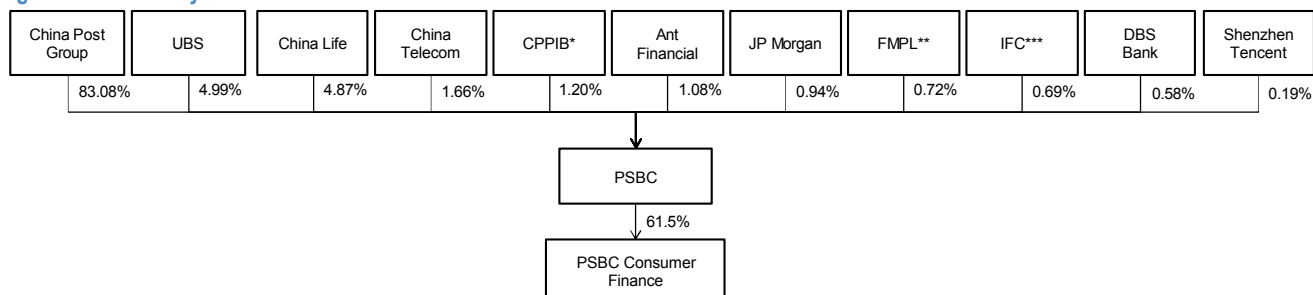 China Post
Group
UBS
China Life
China
Telecom
CPPIB*
Ant
Financial
JP Morgan
FMPL**
IFC***
DBS
Bank
Shenzhen
Tencent
83.08%
4.99%
4.87%
1.66%
1.20%
1.08%
0.94%
0.72%
0.69%
0.58%
0.19%
PSBC
61.5%
PSBC Consumer
Finance